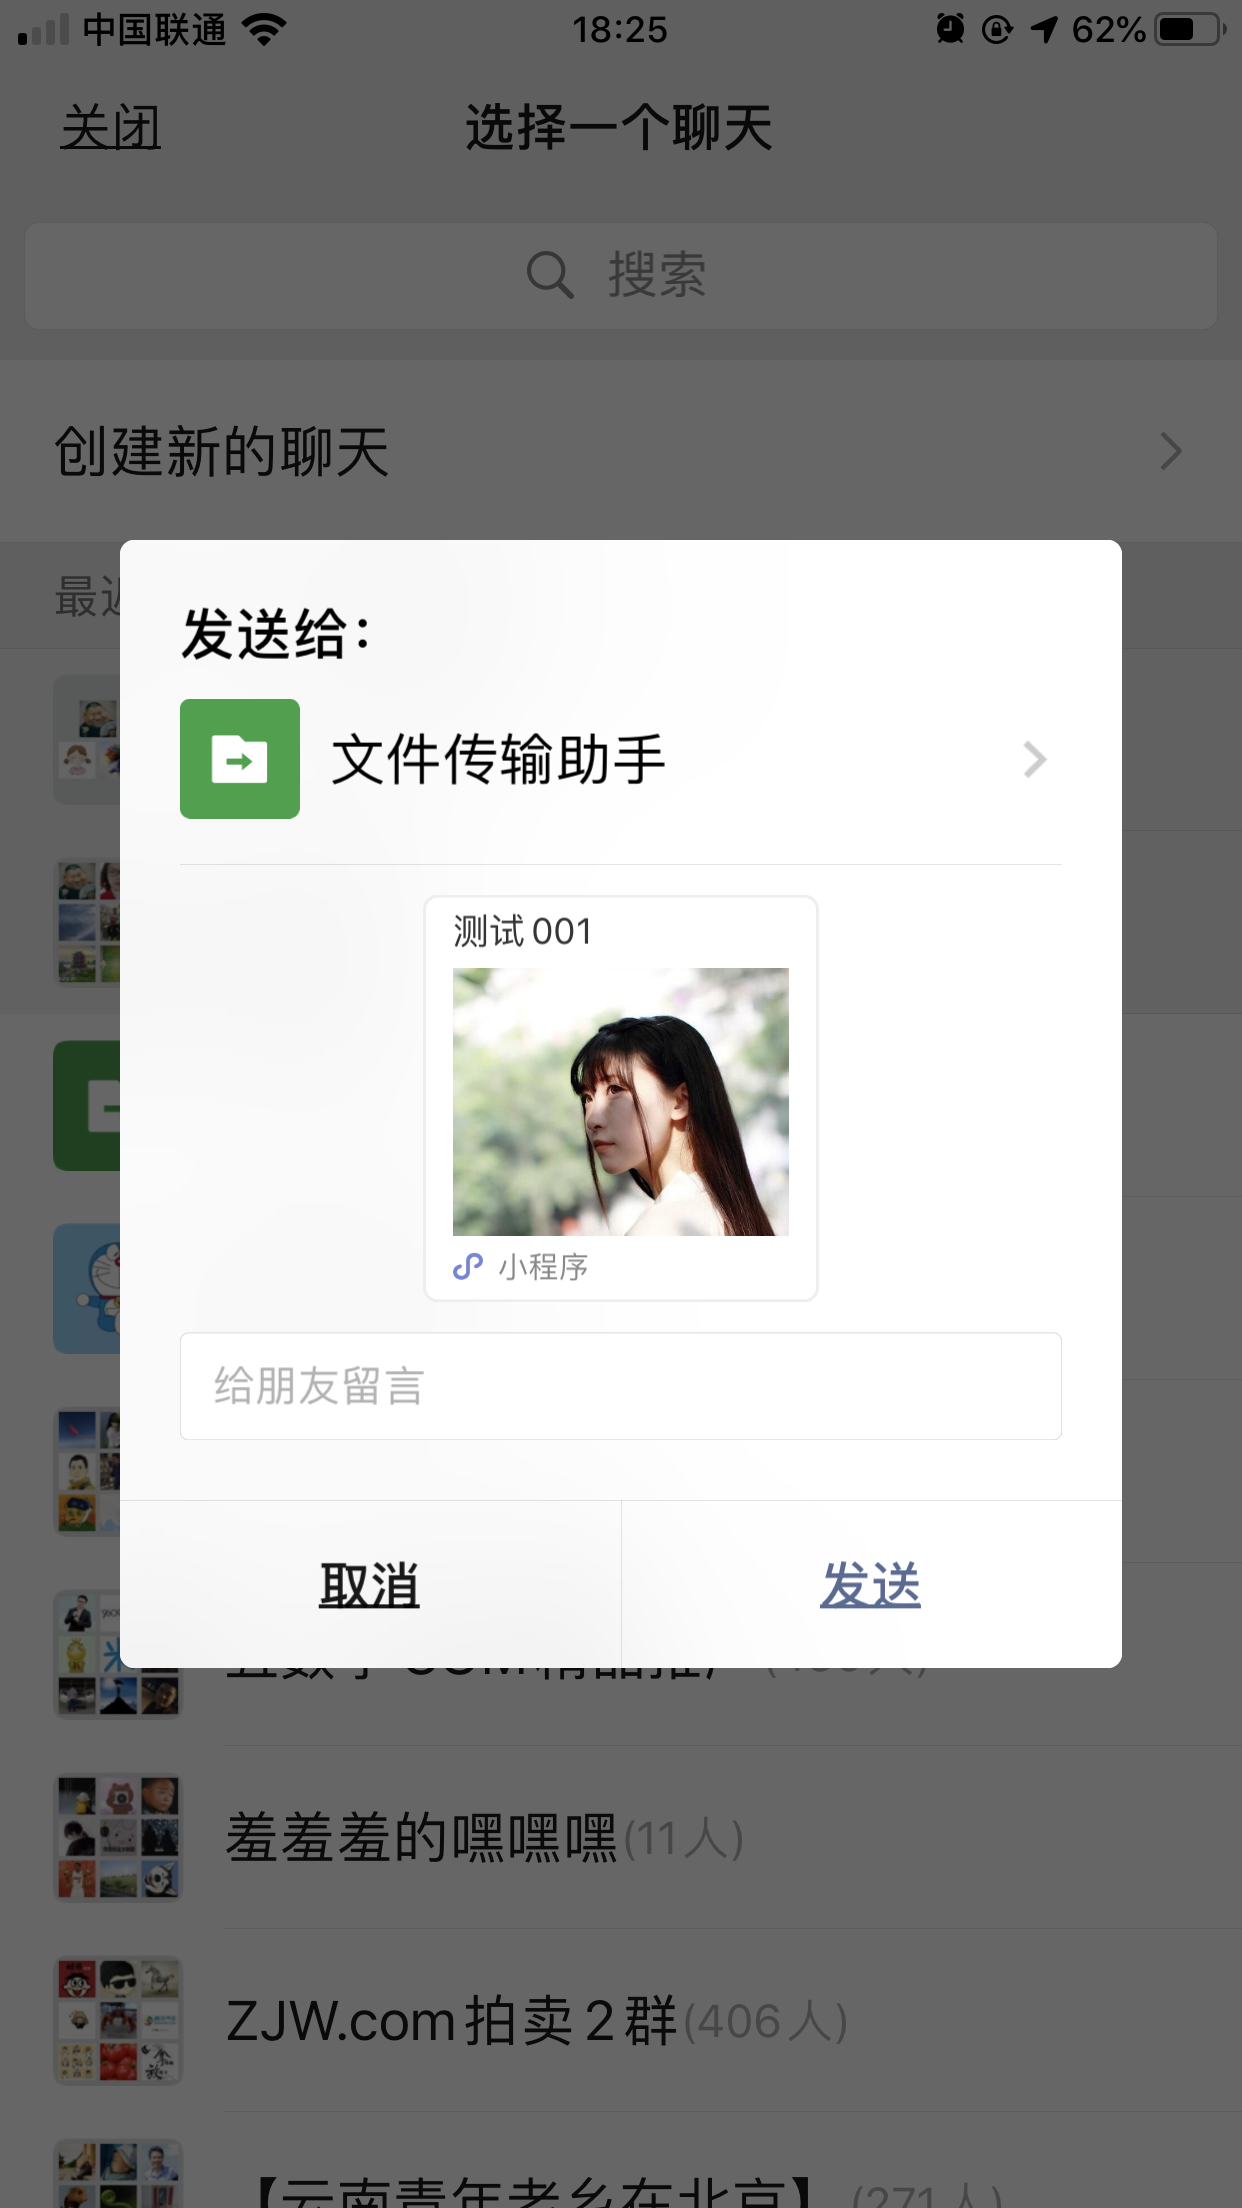 中国联通
18:25
62%
关闭
选择一个聊天
搜索
创建新的聊天
最近
发送给：
文件传输助手
测试 001
小程序
给朋友留言
取消
发送
羞羞羞的嘿嘿嘿(11人)
ZJW.com拍卖2群(406人)
【云南青年老乡在北京】(271人)